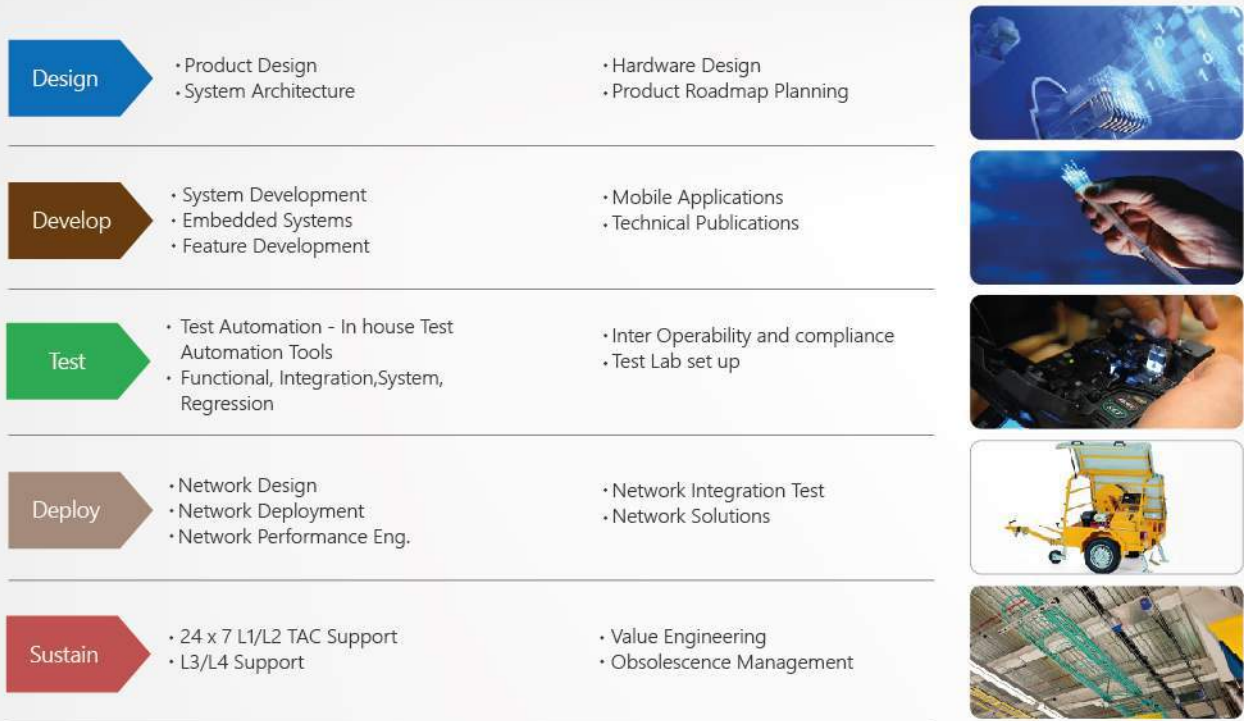 Design
• Product Design
• System Architecture
• Hardware Design
• Product Roadmap Planning
Develop
• System Development
• Embedded Systems
• Feature Development
• Mobile Applications
• Technical Publications
Test
• Test Automation - In house Test
Automation Tools
• Functional, Integration,System,
Regression
• Inter Operability and compliance
• Test Lab set up
Deploy
• Network Design
• Network Deployment
• Network Performance Eng.
• Network Integration Test
• Network Solutions
Sustain
• 24 x 7 L1/L2 TAC Support
• L3/L4 Support
• Value Engineering
• Obsolescence Management